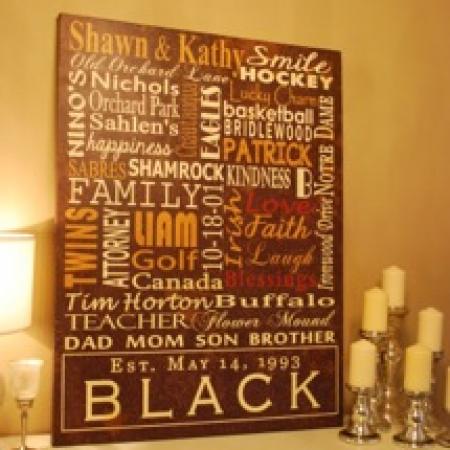 Shawn & Kathy
Smile
Old Orchard Lane
HOCKEY
NINO'S
Nichols
Lucky Charm
Orchard Park
EAGLES
basketball
Sahlen's
BRIDLEWOOD
happiness
PATRICK
NOTRE DAME
SABRES
SHAMROCK
KINDNESS
B
FAMILY
10-18-01
Irish
Love
Ironwood Drive
TWINS
ATTORNEY
LIAM
Faith
Golf
Laugh
Canada
Blessings
Tim Horton
Buffalo
TEACHER
Flower Mound
DAD MOM SON BROTHER
EST. MAY 14, 1993
BLACK